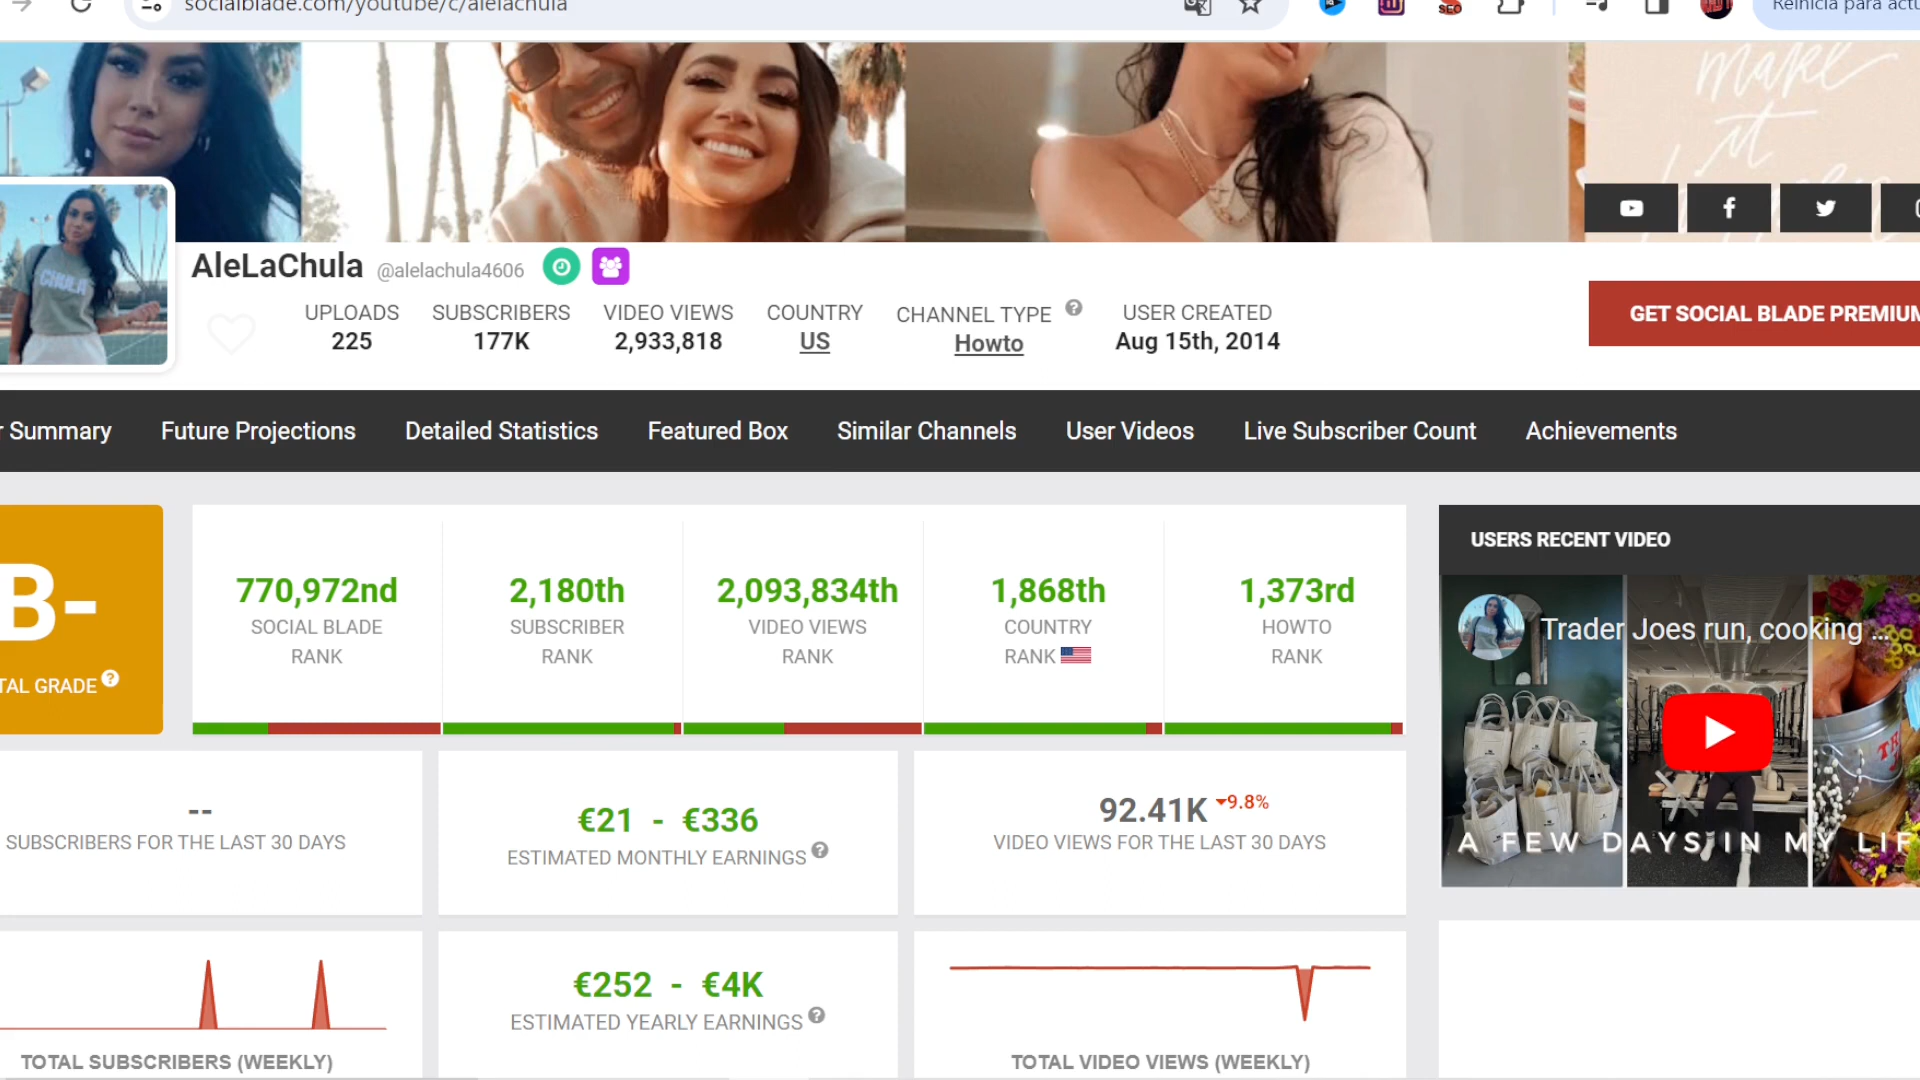 socialblade.com/youtube/c/alelachula
SEO
Reinicia para actu
make
it
CHULA
AleLaChula @alelachula4606
UPLOADS
225
SUBSCRIBERS
177K
VIDEO VIEWS
2,933,818
COUNTRY
US
CHANNEL TYPE ?
Howto
USER CREATED
Aug 15th, 2014
GET SOCIAL BLADE PREMIUM
r Summary Future Projections Detailed Statistics Featured Box Similar Channels User Videos Live Subscriber Count Achievements
B-
TAL GRADE ?
770,972nd
SOCIAL BLADE
RANK
2,180th
SUBSCRIBER
RANK
2,093,834th
VIDEO VIEWS
RANK
1,868th
COUNTRY
RANK
1,373rd
HOWTO
RANK
USERS RECENT VIDEO
Trader Joes run, cooking ...
A FEW DAYS IN MY LIF
--
SUBSCRIBERS FOR THE LAST 30 DAYS
€21 - €336
ESTIMATED MONTHLY EARNINGS ?
92.41K 9.8%
VIDEO VIEWS FOR THE LAST 30 DAYS
TOTAL SUBSCRIBERS (WEEKLY)
€252 - €4K
ESTIMATED YEARLY EARNINGS ?
TOTAL VIDEO VIEWS (WEEKLY)